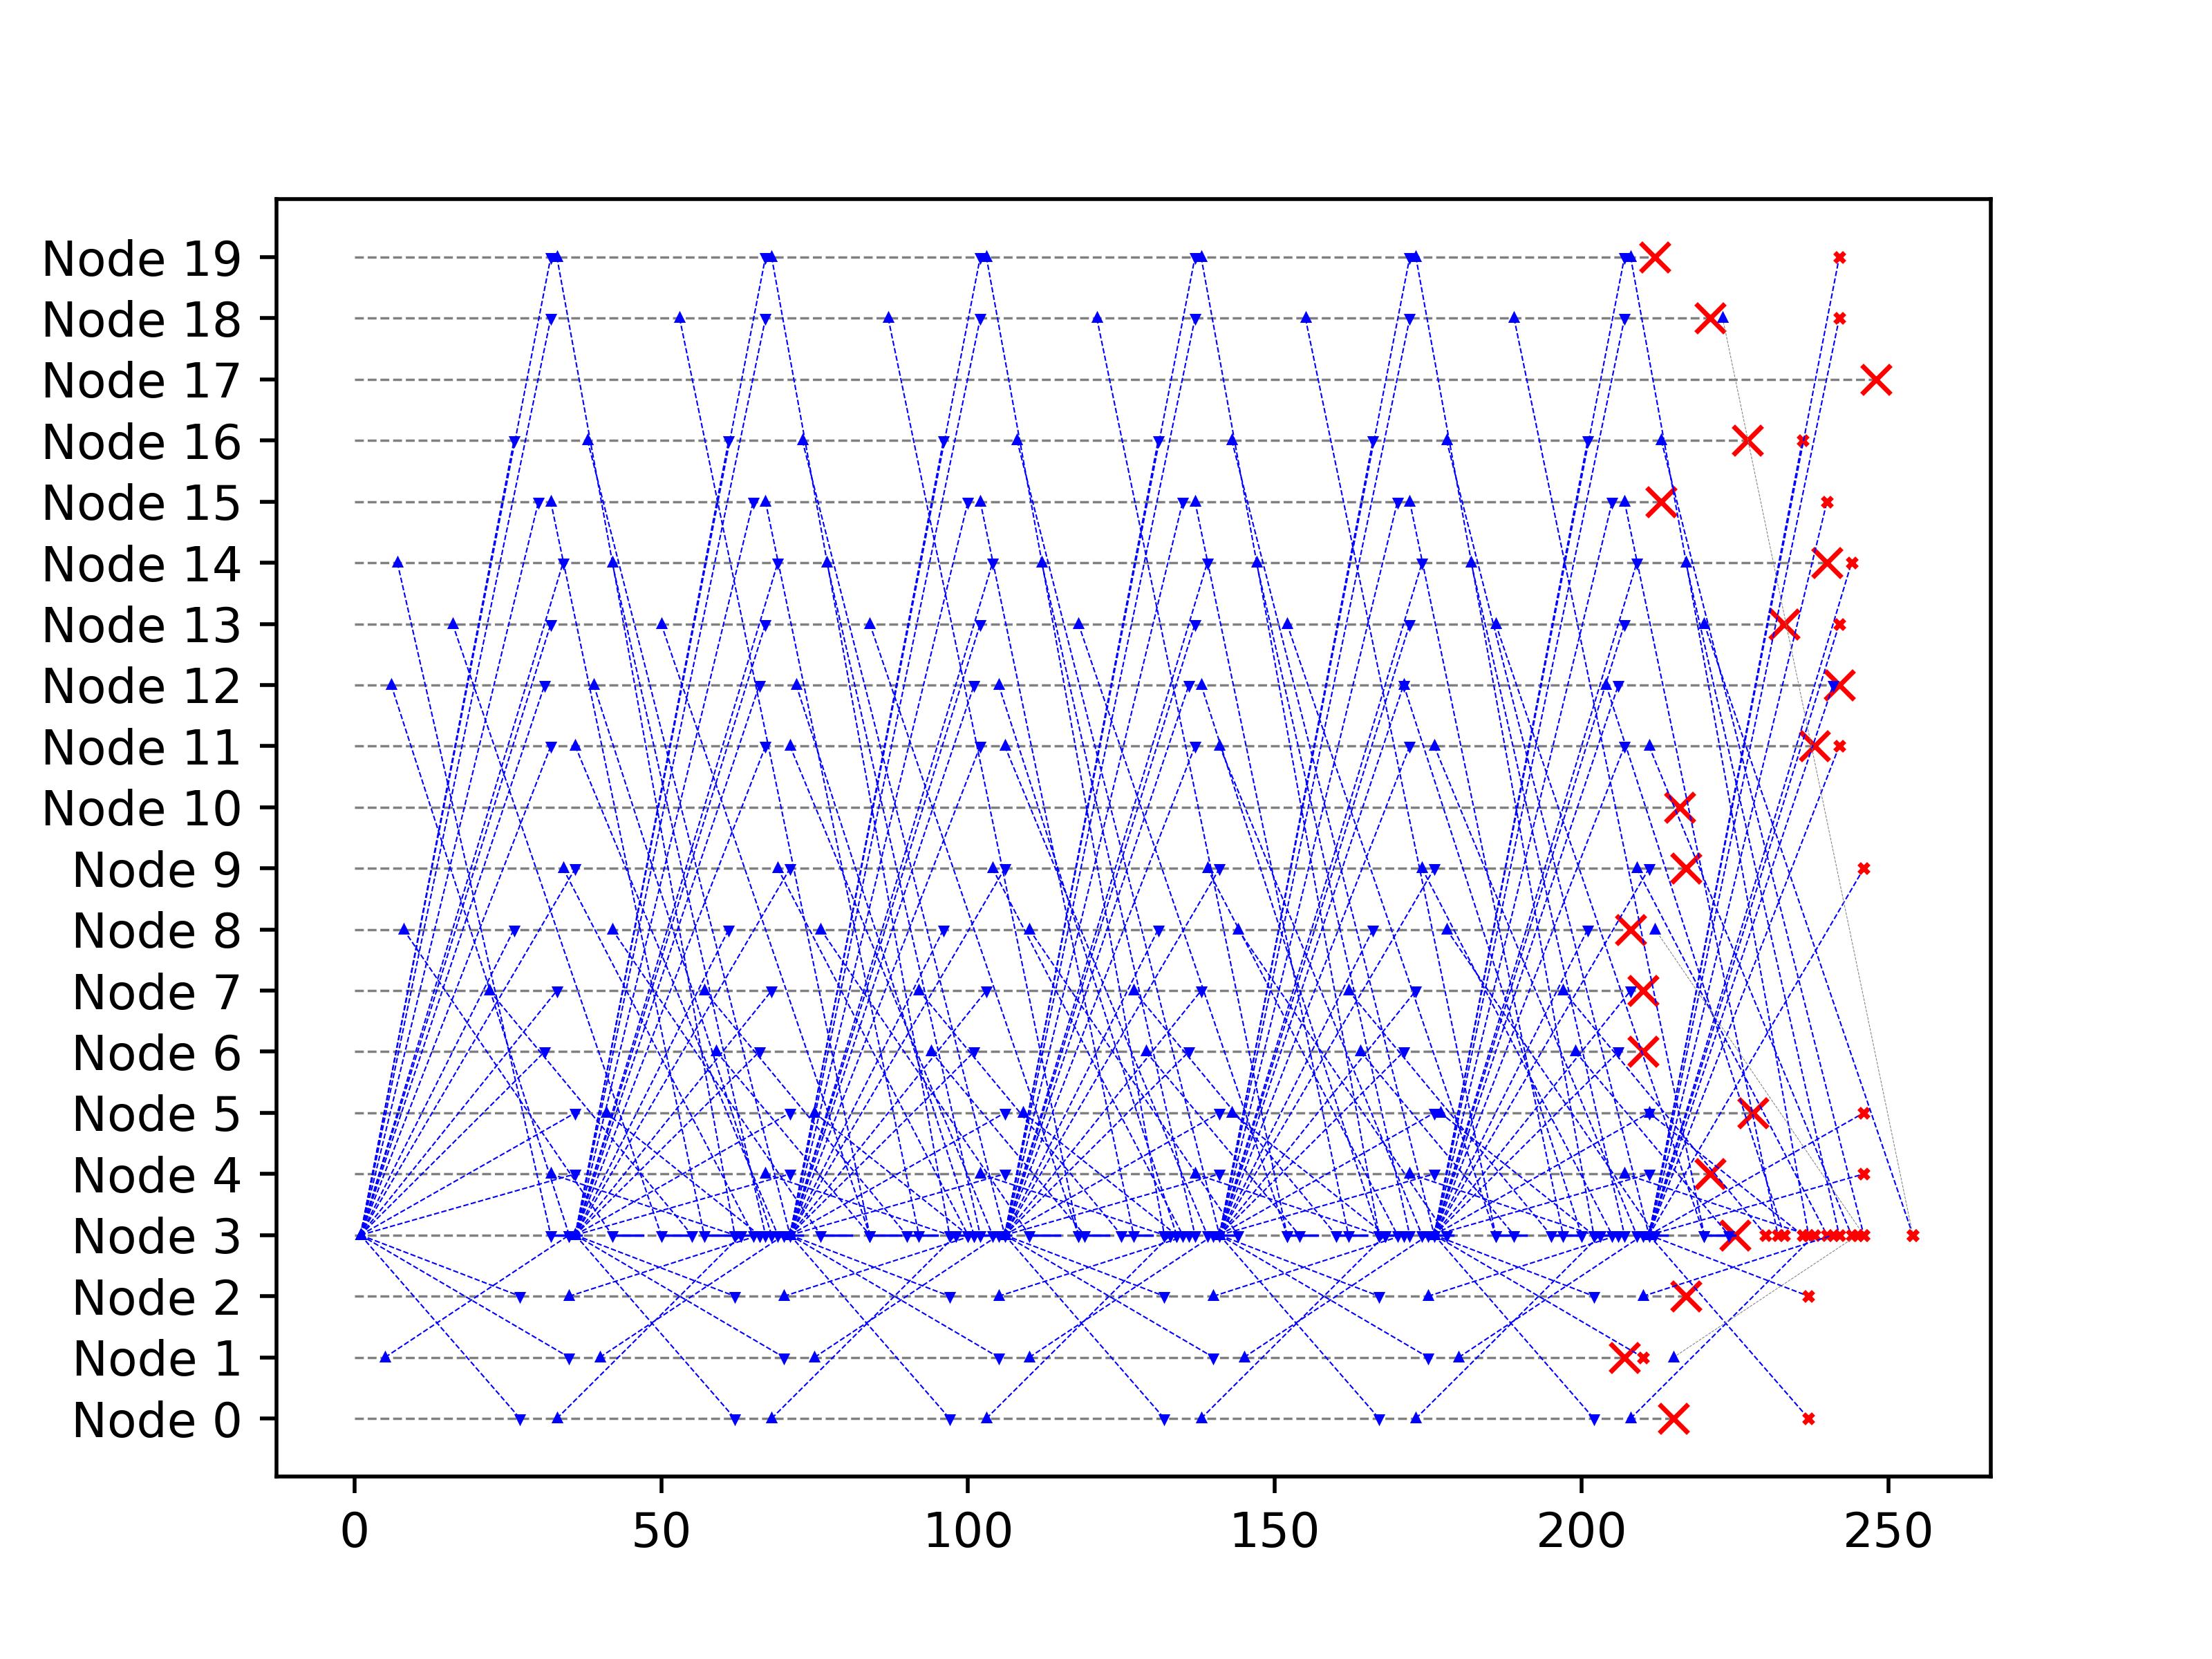 Node 19
Node 18
Node 17
Node 16
Node 15
Node 14
Node 13
Node 12
Node 11
Node 10
Node 9
Node 8
Node 7
Node 6
Node 5
Node 4
Node 3
Node 2
Node 1
Node 0
0 50 100 150 200 250